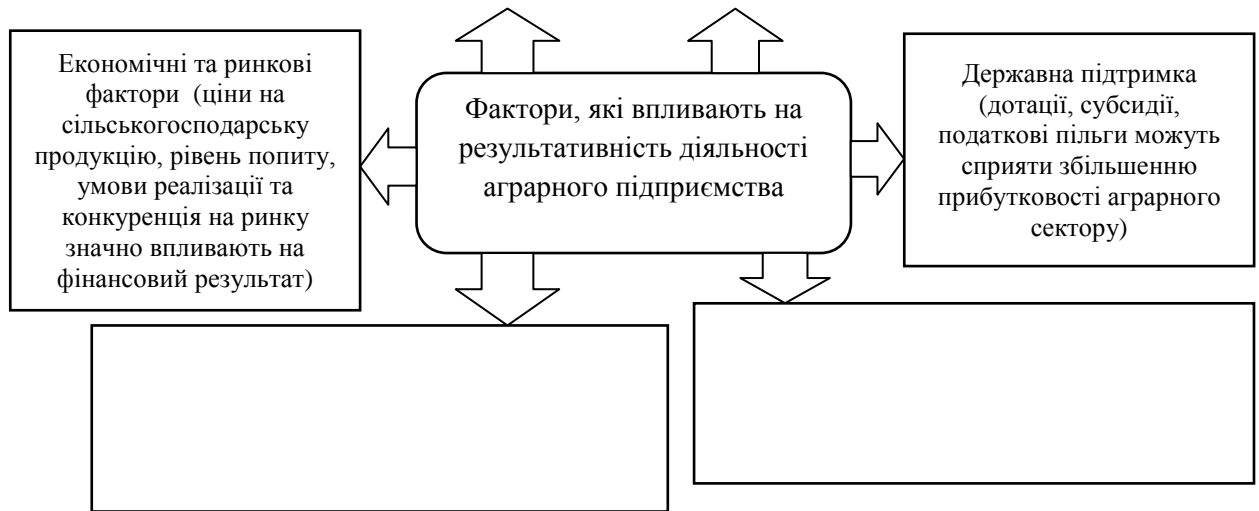 Економічні та ринкові
фактори (ціни на
сільськогосподарську
продукцію, рівень попиту,
умови реалізації та
конкуренція на ринку
значно впливають на
фінансовий результат)
Фактори, які впливають на
результативність діяльності
аграрного підприємства
Державна підтримка
(дотації, субсидії,
податкові пільги можуть
сприяти збільшенню
прибутковості аграрного
сектору)